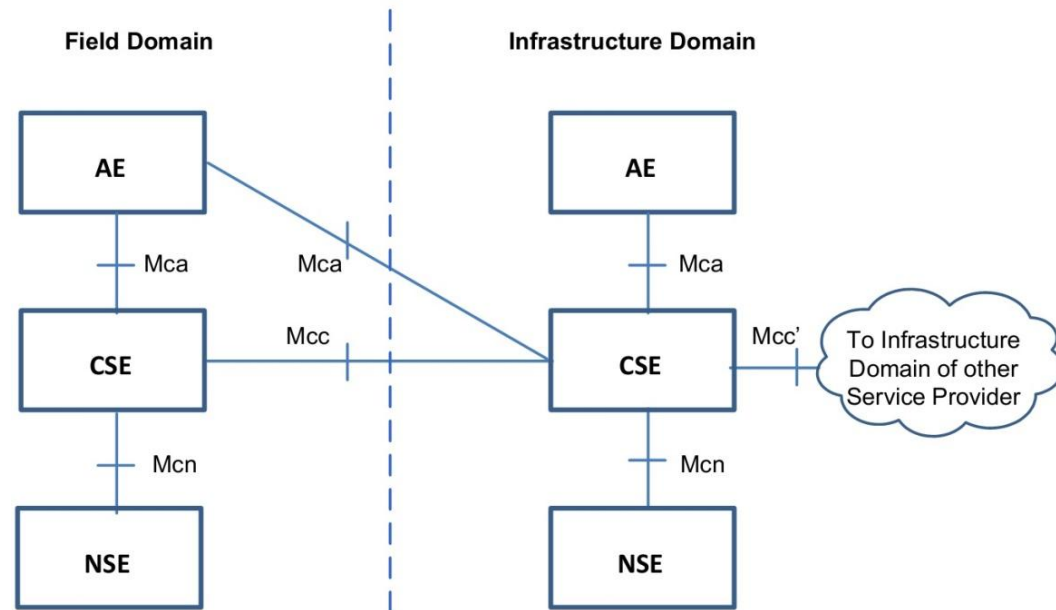 Field Domain
Infrastructure Domain
AE
AE
Mca
Mca
Mca
CSE
Mcc
CSE
Mcc’
To Infrastructure
Domain of other
Service Provider
Mcn
Mcn
NSE
NSE